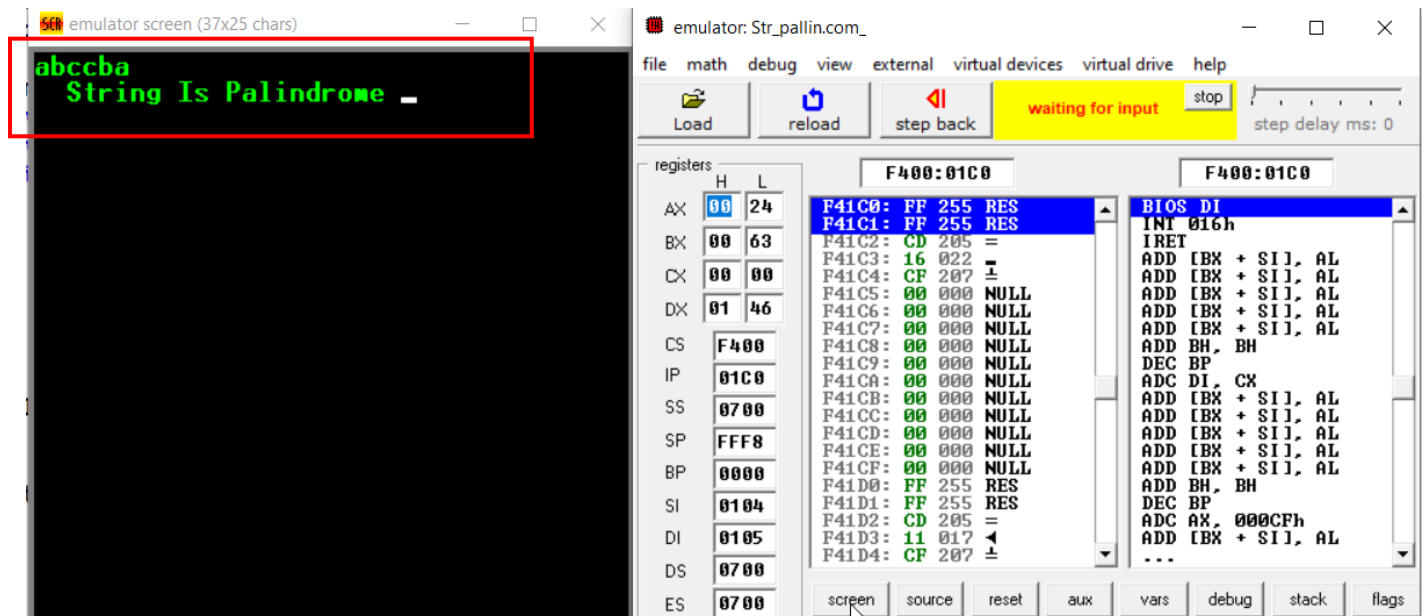 SCR emulator screen (37x25 chars)
abccba
String Is Palindrome
emulator: Str_pallin.com_
file math debug view external virtual devices virtual drive help
Load reload step back waiting for input stop step delay ms: 0
registers F400:01C0 F400:01C0
H L
AX 00 24
BX 00 63
CX 00 00
DX 01 46
CS F400
IP 01C0
SS 0700
SP FFF8
BP 0000
SI 0104
DI 0105
DS 0700
ES 0700
F41C0: FF 255 RES
F41C1: FF 255 RES
F41C2: CD 205 =
F41C3: 16 022 ▬
F41C4: CF 207 ╧
F41C5: 00 000 NULL
F41C6: 00 000 NULL
F41C7: 00 000 NULL
F41C8: 00 000 NULL
F41C9: 00 000 NULL
F41CA: 00 000 NULL
F41CB: 00 000 NULL
F41CC: 00 000 NULL
F41CD: 00 000 NULL
F41CE: 00 000 NULL
F41CF: 00 000 NULL
F41D0: FF 255 RES
F41D1: FF 255 RES
F41D2: CD 205 =
F41D3: 11 017 ◄
F41D4: CF 207 ╧
BIOS DI
INT 016h
IRET
ADD [BX + SI], AL
ADD [BX + SI], AL
ADD [BX + SI], AL
ADD [BX + SI], AL
ADD [BX + SI], AL
ADD BH, BH
DEC BP
ADC DI, CX
ADD [BX + SI], AL
ADD [BX + SI], AL
ADD [BX + SI], AL
ADD [BX + SI], AL
ADD [BX + SI], AL
ADD BH, BH
DEC BP
ADC AX, 000CFh
ADD [BX + SI], AL
...
screen source reset aux vars debug stack flags